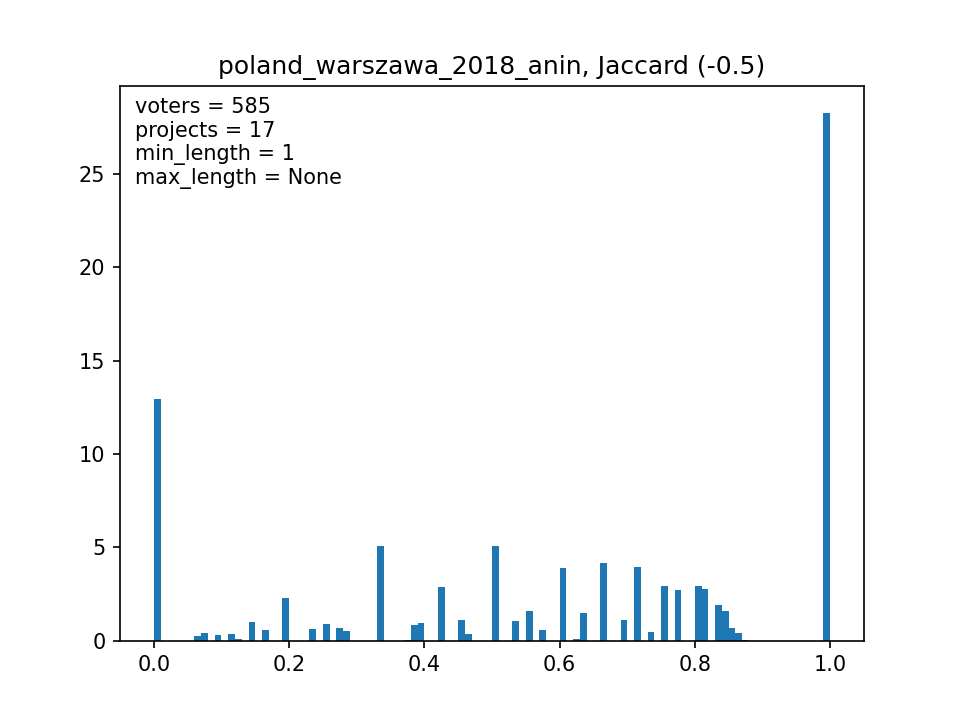 poland_warszawa_2018_anin, Jaccard (-0.5)
voters = 585
projects = 17
min_length = 1
max_length = None
25
20
15
10
5
0
0.0 0.2 0.4 0.6 0.8 1.0